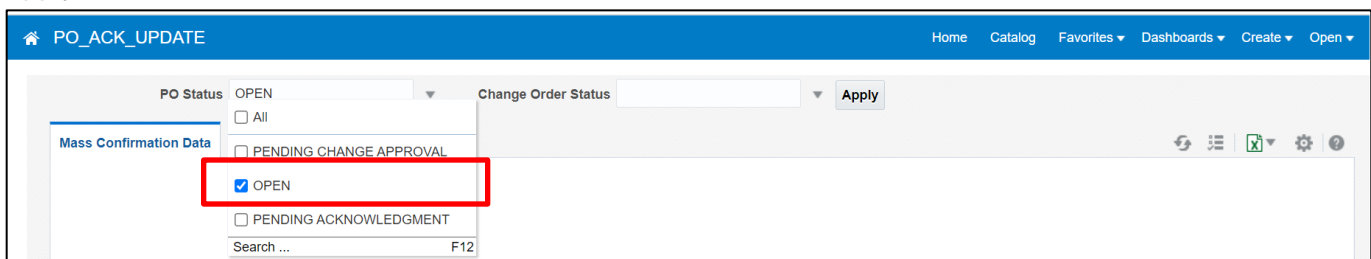 PO_ACK_UPDATE Home Catalog Favorites Dashboards Create Open
PO Status OPEN Change Order Status Apply
All
Mass Confirmation Data
PENDING CHANGE APPROVAL
OPEN
PENDING ACKNOWLEDGMENT
Search ... F12